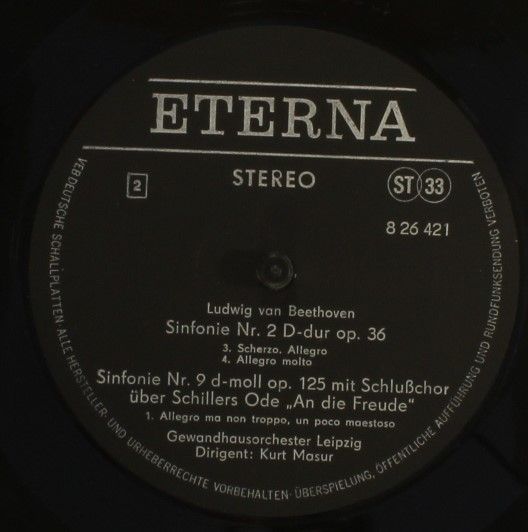 ETERNA
2
STEREO
ST 33
8 26 421
Ludwig van Beethoven
Sinfonie Nr. 2 D-dur op. 36
3. Scherzo. Allegro
4. Allegro molto
Sinfonie Nr. 9 d-moll op. 125 mit Schlußchor
über Schillers Ode „An die Freude"
1. Allegro ma non troppo, un poco maestoso
Gewandhausorchester Leipzig
Dirigent: Kurt Masur
VEB DEUTSCHE SCHALLPLATTEN · ALLE HERSTELLER- UND URHEBERRECHTE VORBEHALTEN · ÜBERSPIELUNG, ÖFFENTLICHE AUFFÜHRUNG UND RUNDFUNKSENDUNG VERBOTEN